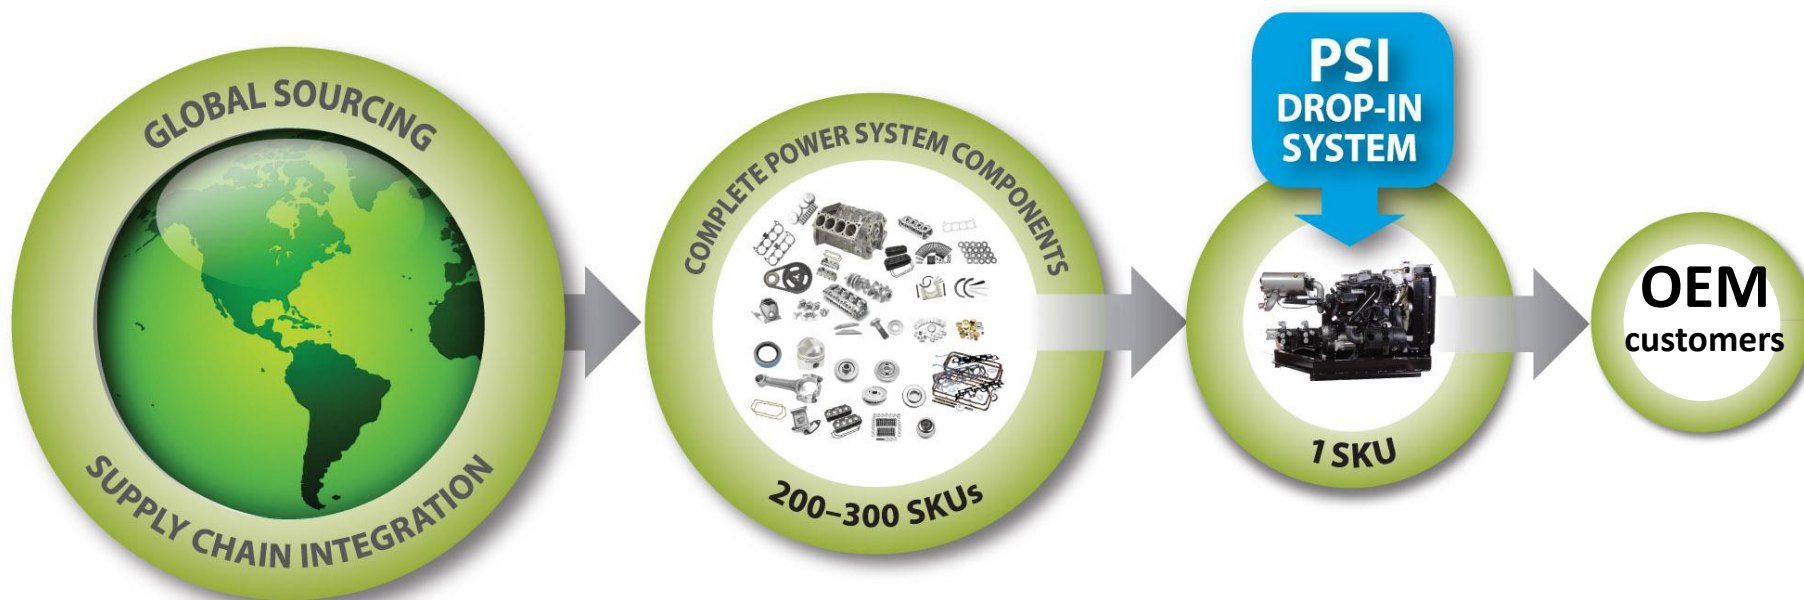 GLOBAL SOURCING
SUPPLY CHAIN INTEGRATION
COMPLETE POWER SYSTEM COMPONENTS
200–300 SKUs
PSI
DROP-IN
SYSTEM
1 SKU
OEM
customers